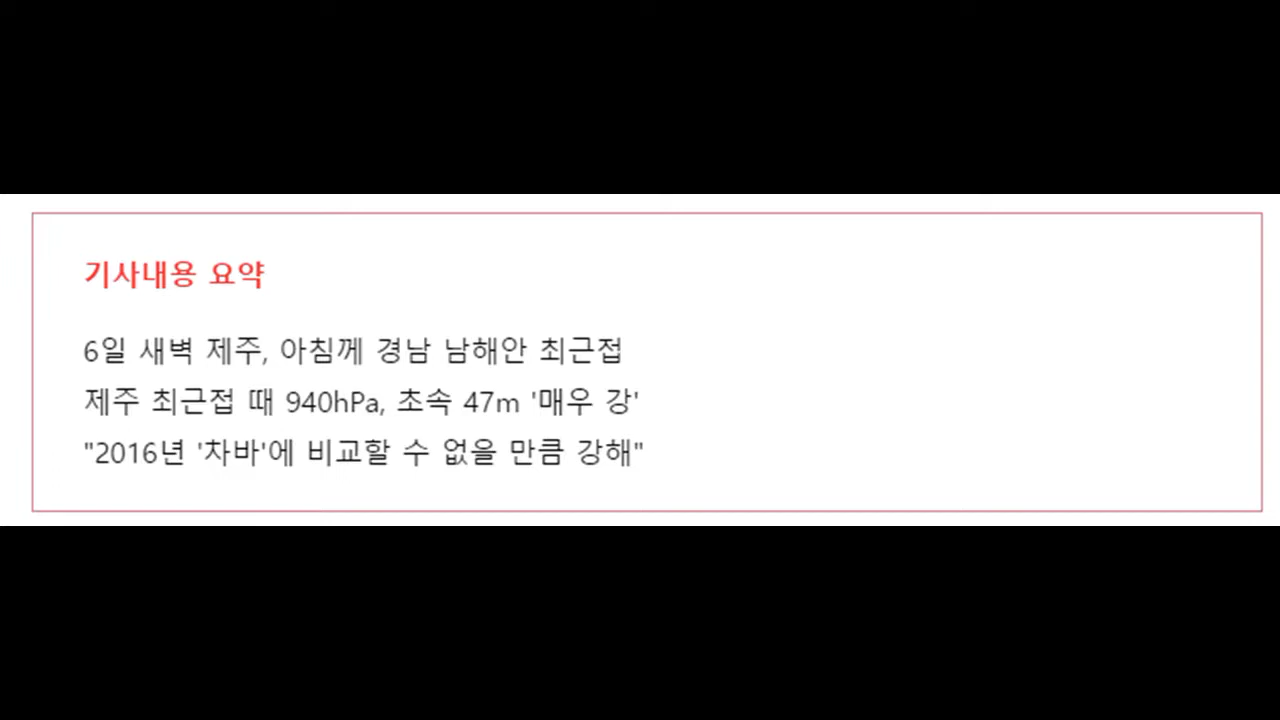 기사내용 요약
6일 새벽 제주, 아침께 경남 남해안 최근접
제주 최근접 때 940hPa, 초속 47m '매우 강'
"2016년 '차바'에 비교할 수 없을 만큼 강해"